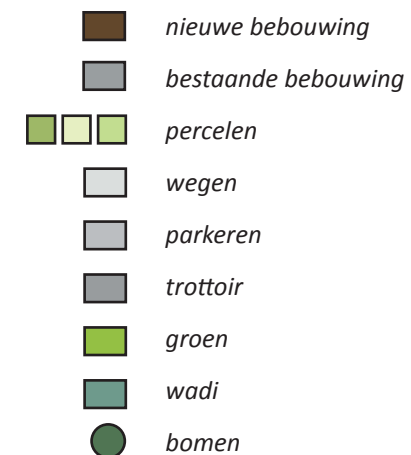 nieuwe bebouwing
bestaande bebouwing
percelen
wegen
parkeren
trottoir
groen
wadi
bomen